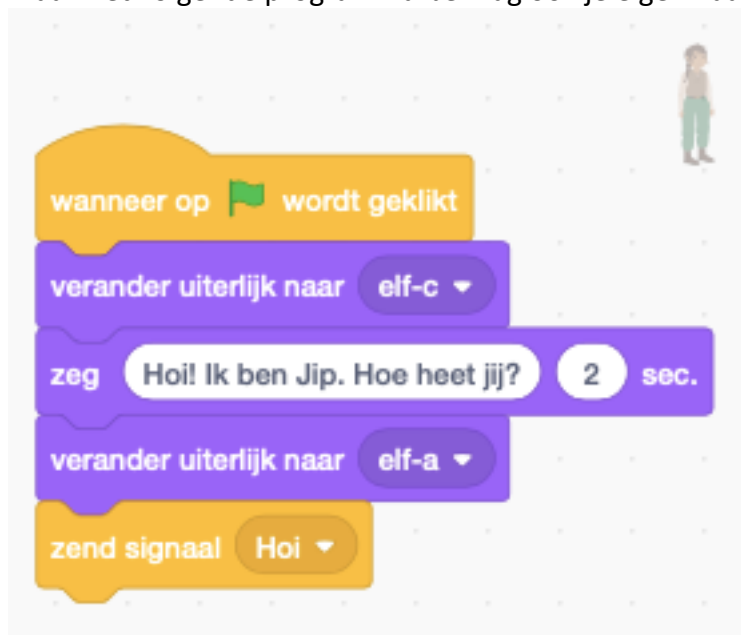 wanneer op wordt geklikt
verander uiterlijk naar elf-c
zeg Hoi! Ik ben Jip. Hoe heet jij? 2 sec.
verander uiterlijk naar elf-a
zend signaal Hoi